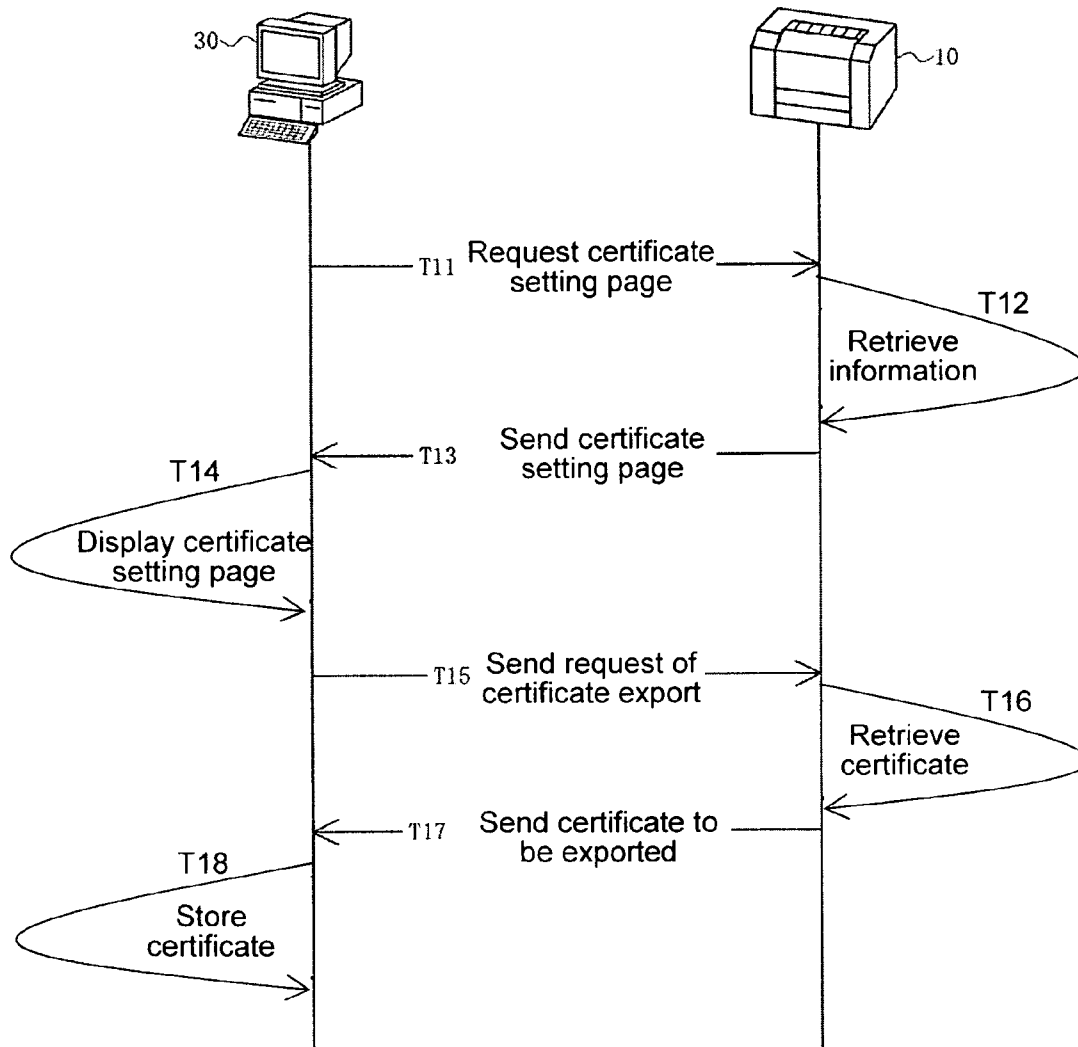 30
10
T11
Request certificate
setting page
T12
Retrieve
information
T13
Send certificate
setting page
T14
Display certificate
setting page
T15
Send request of
certificate export
T16
Retrieve
certificate
T17
Send certificate to
be exported
T18
Store
certificate